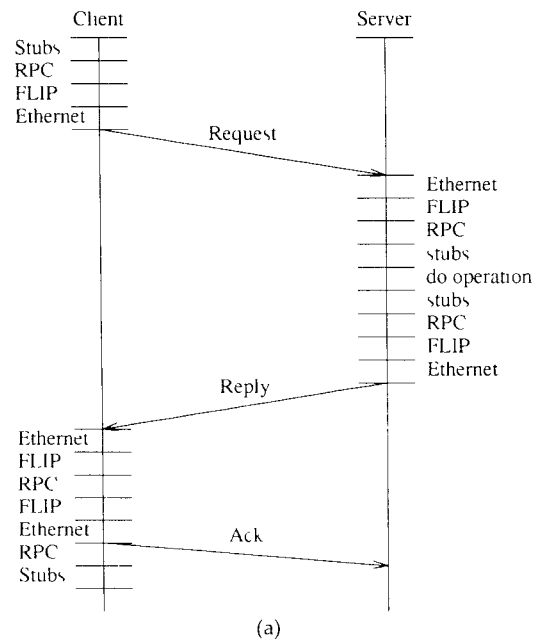 Client
Server
Stubs
RPC
FLIP
Ethernet
Request
Ethernet
FLIP
RPC
stubs
do operation
stubs
RPC
FLIP
Ethernet
Reply
Ethernet
FLIP
RPC
FLIP
Ethernet
RPC
Stubs
Ack
(a)